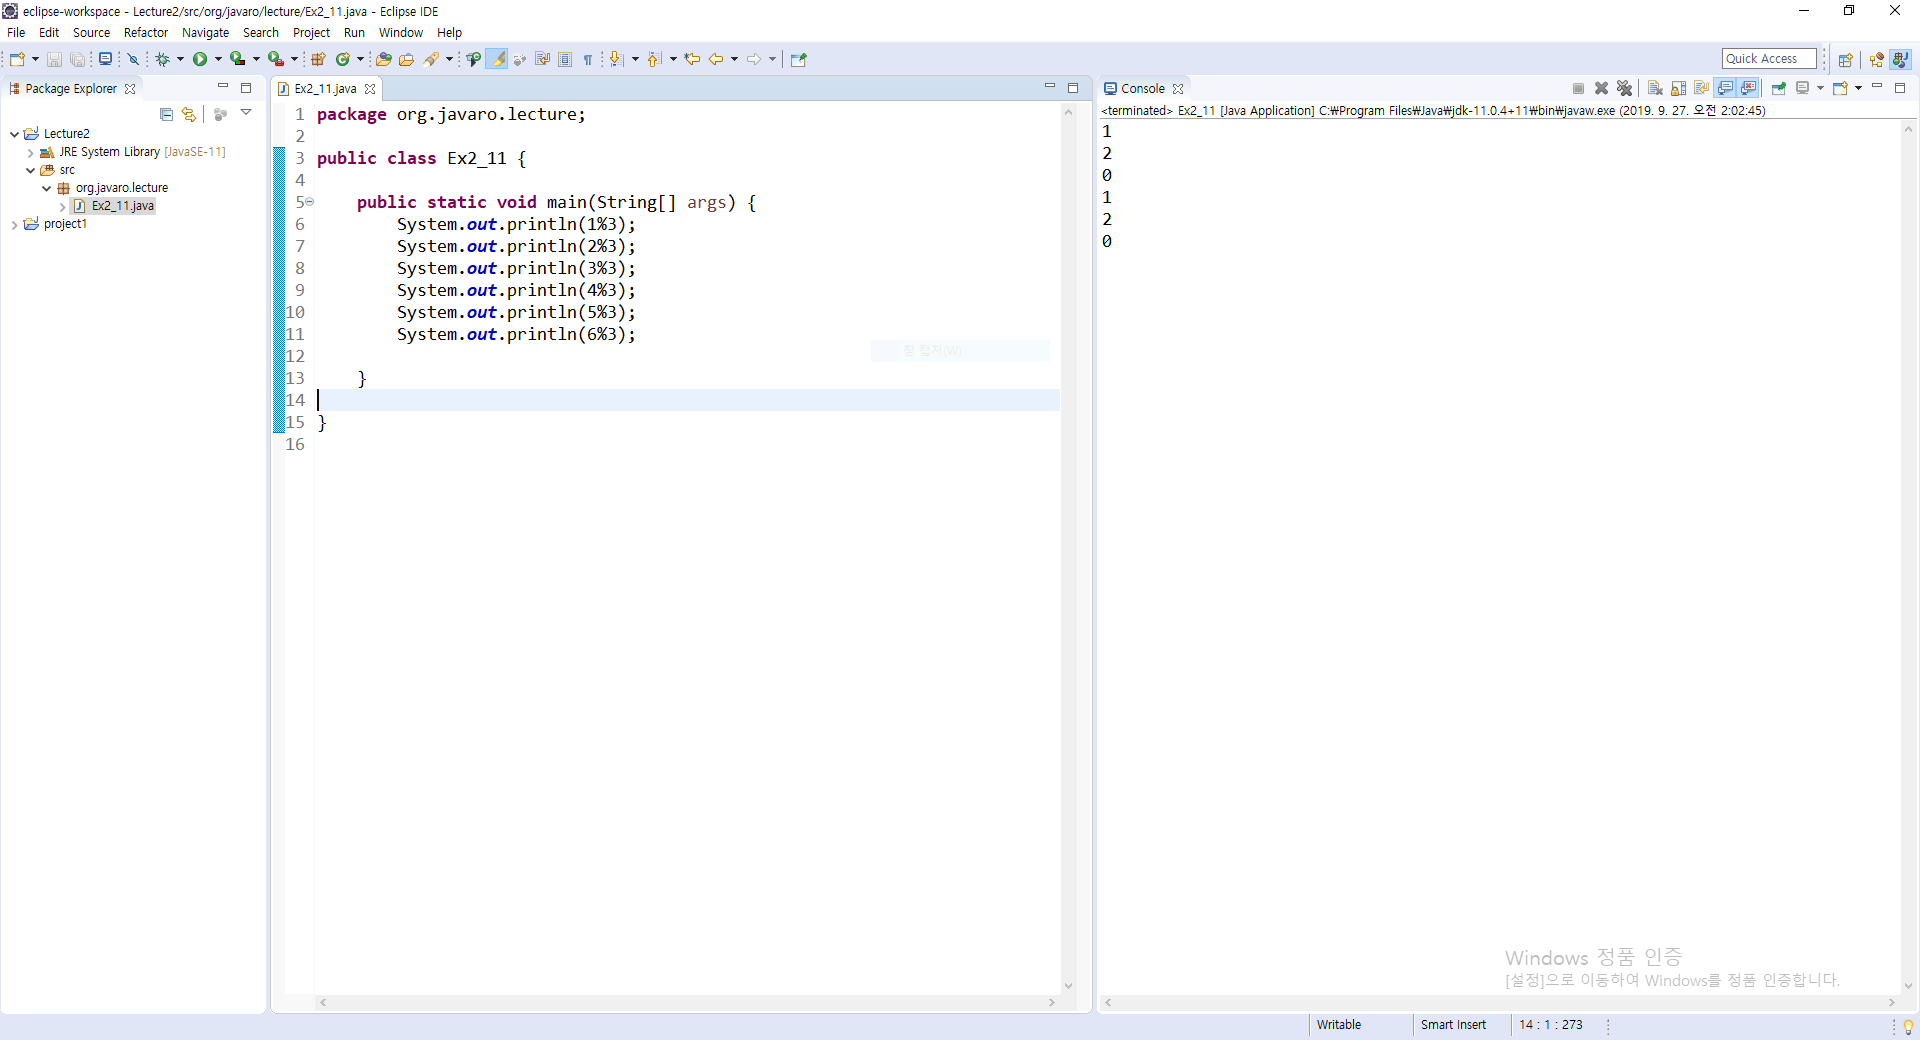 eclipse-workspace - Lecture2/src/org/javaro/lecture/Ex2_11.java - Eclipse IDE
File Edit Source Refactor Navigate Search Project Run Window Help
Quick Access
Package Explorer
Lecture2
JRE System Library [JavaSE-11]
src
org.javaro.lecture
Ex2_11.java
project1
Ex2_11.java
1 package org.javaro.lecture;
2
3 public class Ex2_11 {
4
5 public static void main(String[] args) {
6 System.out.println(1%3);
7 System.out.println(2%3);
8 System.out.println(3%3);
9 System.out.println(4%3);
10 System.out.println(5%3);
11 System.out.println(6%3);
12
13 }
14
15 }
16
창 캡처(W)
Console
<terminated> Ex2_11 [Java Application] C:₩Program Files₩Java₩jdk-11.0.4+11₩bin₩javaw.exe (2019. 9. 27. 오전 2:02:45)
1
2
0
1
2
0
Windows 정품 인증
[설정]으로 이동하여 Windows를 정품 인증합니다.
Writable Smart Insert 14 : 1 : 273